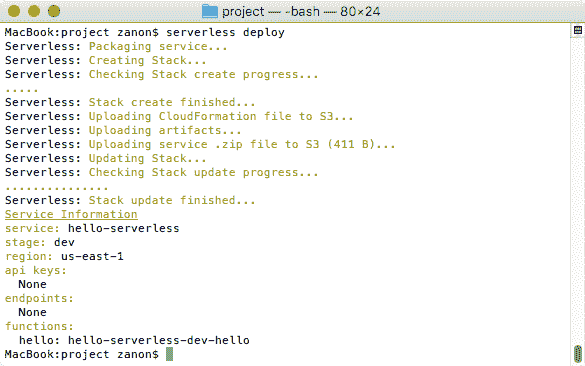 project — -bash — 80×24
MacBook:project zanon$ serverless deploy
Serverless: Packaging service...
Serverless: Creating Stack...
Serverless: Checking Stack create progress...
.....
Serverless: Stack create finished...
Serverless: Uploading CloudFormation file to S3...
Serverless: Uploading artifacts...
Serverless: Uploading service .zip file to S3 (411 B)...
Serverless: Updating Stack...
Serverless: Checking Stack update progress...
...............
Serverless: Stack update finished...
Service Information
service: hello-serverless
stage: dev
region: us-east-1
api keys:
  None
endpoints:
  None
functions:
  hello: hello-serverless-dev-hello
MacBook:project zanon$